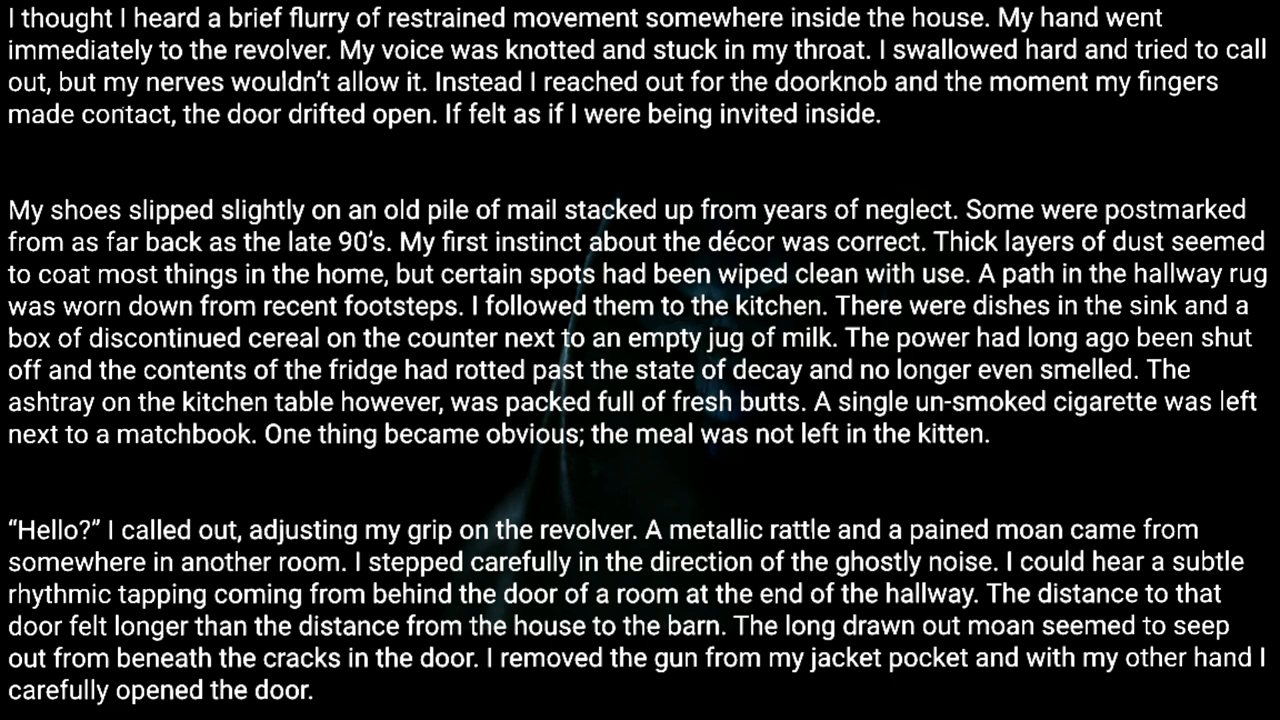 I thought I heard a brief flurry of restrained movement somewhere inside the house. My hand went
immediately to the revolver. My voice was knotted and stuck in my throat. I swallowed hard and tried to call
out, but my nerves wouldn’t allow it. Instead I reached out for the doorknob and the moment my fingers
made contact, the door drifted open. If felt as if I were being invited inside.
My shoes slipped slightly on an old pile of mail stacked up from years of neglect. Some were postmarked
from as far back as the late 90’s. My first instinct about the décor was correct. Thick layers of dust seemed
to coat most things in the home, but certain spots had been wiped clean with use. A path in the hallway rug
was worn down from recent footsteps. I followed them to the kitchen. There were dishes in the sink and a
box of discontinued cereal on the counter next to an empty jug of milk. The power had long ago been shut
off and the contents of the fridge had rotted past the state of decay and no longer even smelled. The
ashtray on the kitchen table however, was packed full of fresh butts. A single un-smoked cigarette was left
next to a matchbook. One thing became obvious; the meal was not left in the kitten.
“Hello?” I called out, adjusting my grip on the revolver. A metallic rattle and a pained moan came from
somewhere in another room. I stepped carefully in the direction of the ghostly noise. I could hear a subtle
rhythmic tapping coming from behind the door of a room at the end of the hallway. The distance to that
door felt longer than the distance from the house to the barn. The long drawn out moan seemed to seep
out from beneath the cracks in the door. I removed the gun from my jacket pocket and with my other hand I
carefully opened the door.